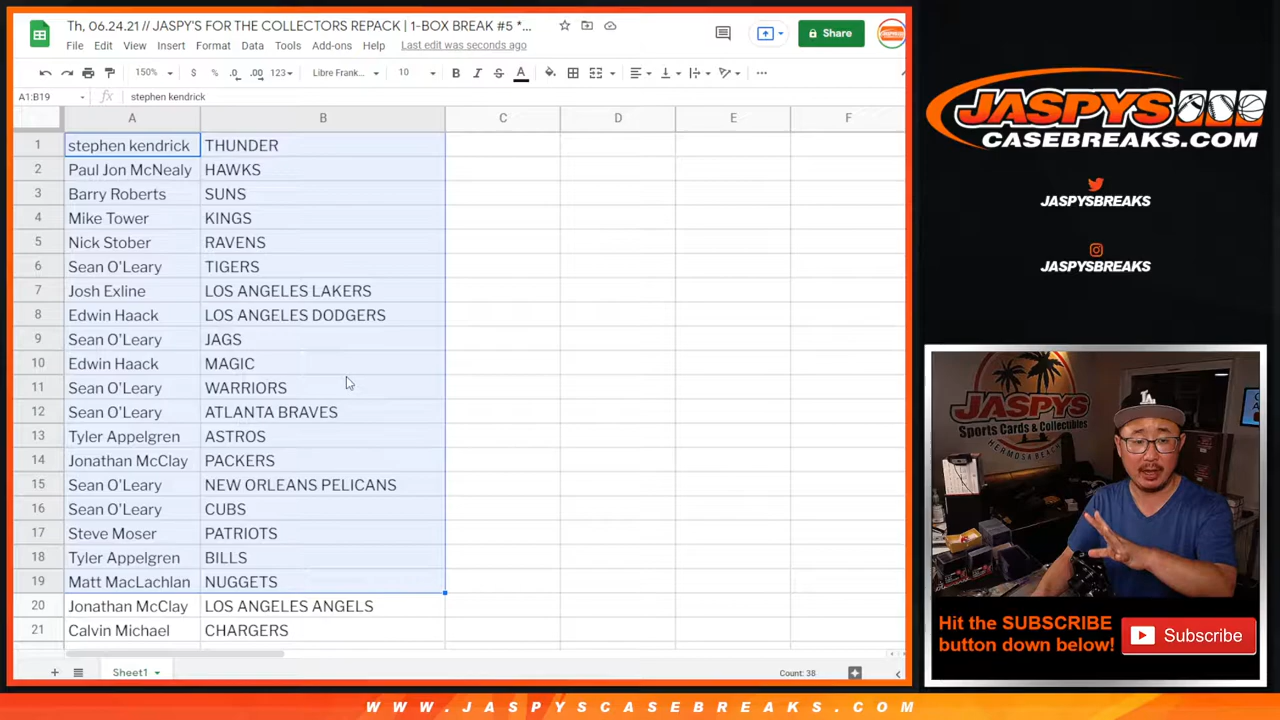 Th, 06.24.21 // JASPY'S FOR THE COLLECTORS REPACK | 1-BOX BREAK #5 *...
File Edit View Insert Format Data Tools Add-ons Help Last edit was seconds ago
Share
150% $ % .0 .00 123 Libre Frank... 10 B I S A
A1:B19 fx stephen kendrick
A B C D E F
1 stephen kendrick THUNDER
2 Paul Jon McNealy HAWKS
3 Barry Roberts SUNS
4 Mike Tower KINGS
5 Nick Stober RAVENS
6 Sean O'Leary TIGERS
7 Josh Exline LOS ANGELES LAKERS
8 Edwin Haack LOS ANGELES DODGERS
9 Sean O'Leary JAGS
10 Edwin Haack MAGIC
11 Sean O'Leary WARRIORS
12 Sean O'Leary ATLANTA BRAVES
13 Tyler Appelgren ASTROS
14 Jonathan McClay PACKERS
15 Sean O'Leary NEW ORLEANS PELICANS
16 Sean O'Leary CUBS
17 Steve Moser PATRIOTS
18 Tyler Appelgren BILLS
19 Matt MacLachlan NUGGETS
20 Jonathan McClay LOS ANGELES ANGELS
21 Calvin Michael CHARGERS
Sheet1
Count: 38
JASPYS
CASEBREAKS.COM
JASPYSBREAKS
JASPYSBREAKS
JASPYS
Sports Cards & Collectibles
HERMOSA BEACH
LA
Hit the SUBSCRIBE
button down below!
Subscribe
WWW.JASPYSCASEBREAKS.COM